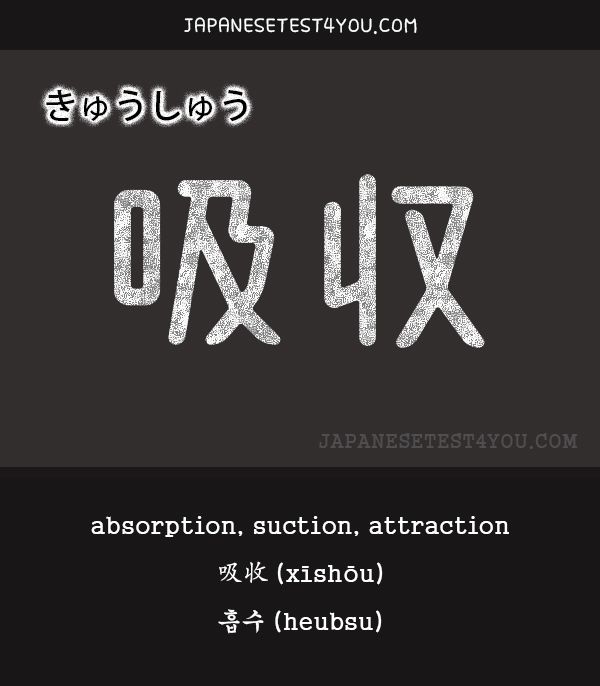 JAPANESETEST4YOU.COM
きゅうしゅう
吸収
JAPANESETEST4YOU.COM
absorption, suction, attraction
吸收 (xīshōu)
흡수 (heubsu)